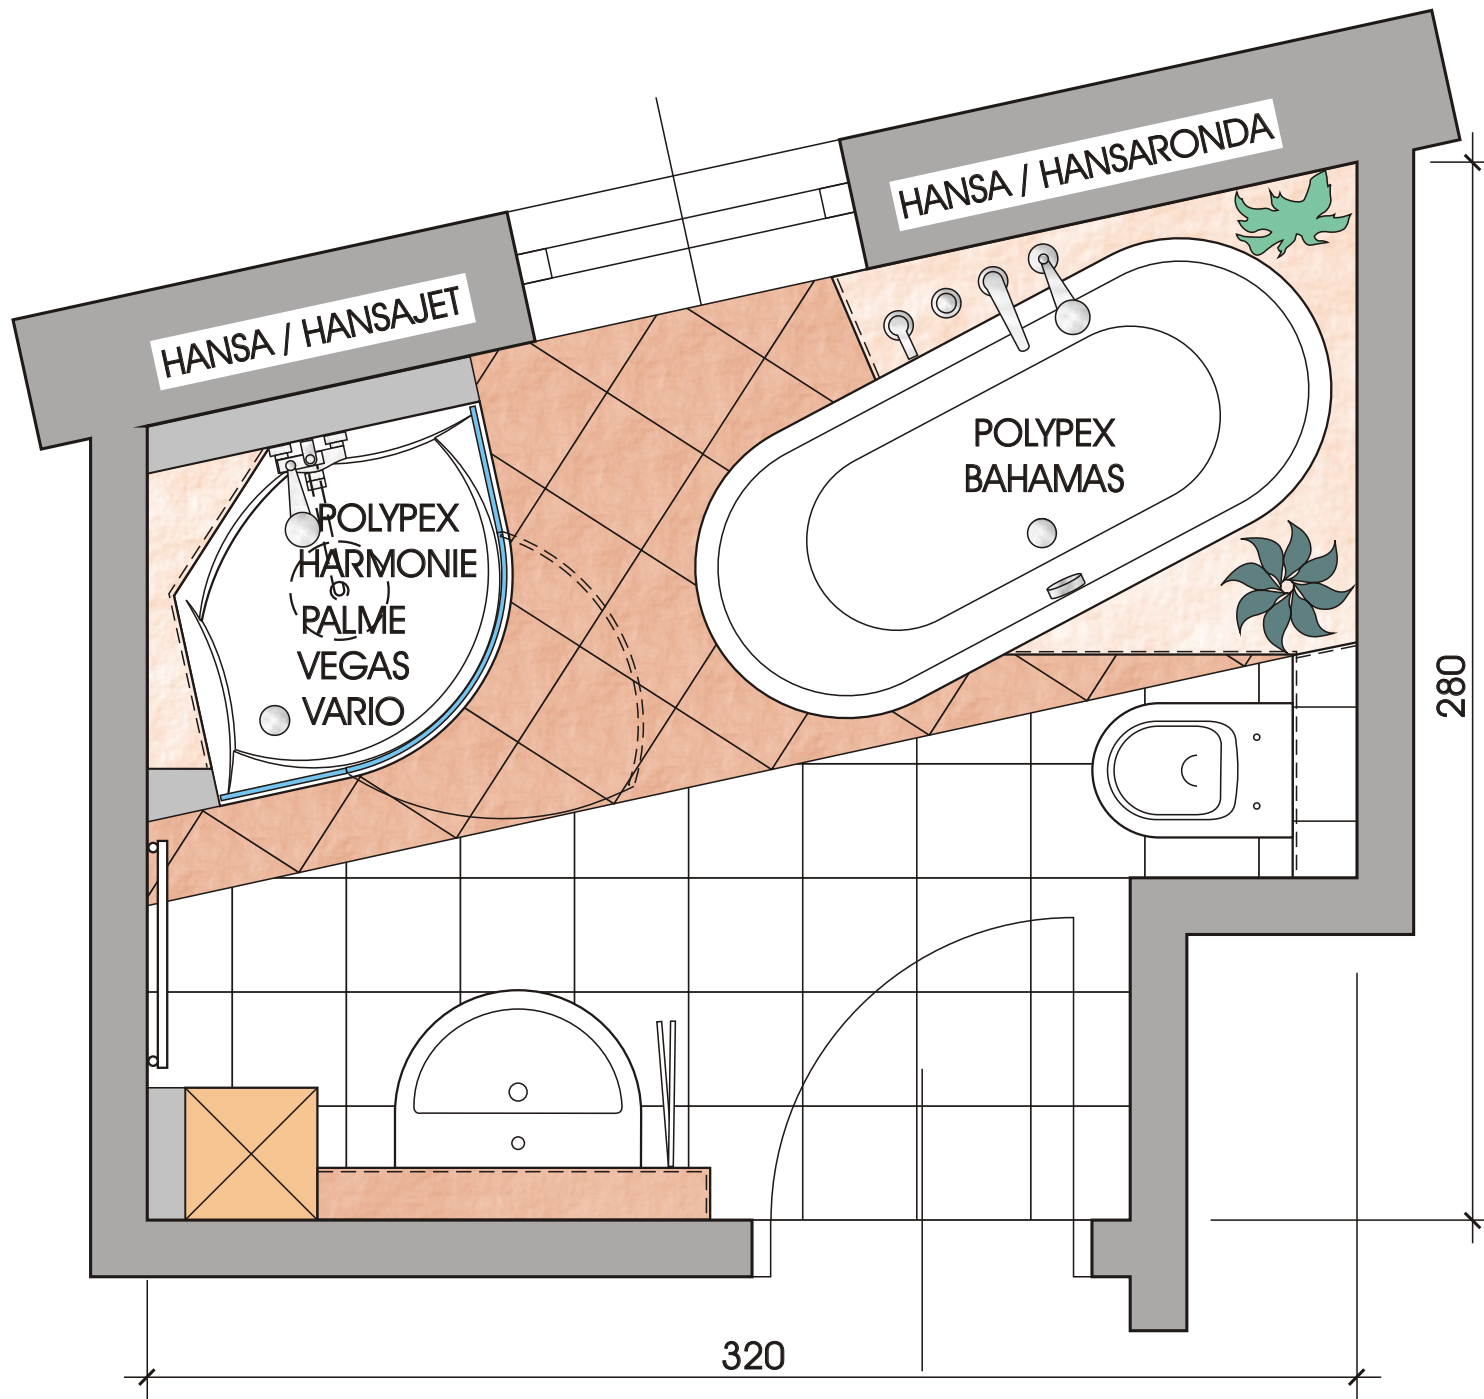 HANSA / HANSARONDA
HANSA / HANSAJET
POLYPEX
BAHAMAS
POLYPEX
HARMONIE
PALME
VEGAS
VARIO
280
320